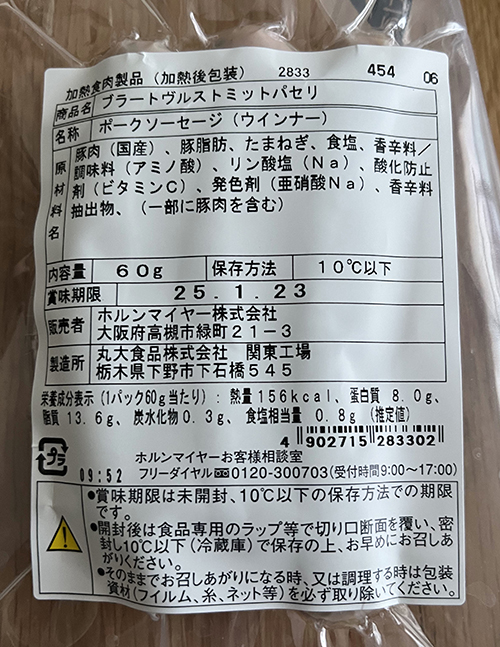 加熱食肉製品（加熱後包装） 2833 454 06
商品名 ブラートヴルストミットパセリ
名称 ポークソーセージ（ウインナー）
原材料名 豚肉（国産）、豚脂肪、たまねぎ、食塩、香辛料／
調味料（アミノ酸）、リン酸塩（Ｎａ）、酸化防止
剤（ビタミンＣ）、発色剤（亜硝酸Ｎａ）、香辛料
抽出物、（一部に豚肉を含む）
内容量 ６０ｇ 保存方法 １０℃以下
賞味期限 25.1.23
販売者 ホルンマイヤー株式会社
大阪府高槻市緑町２１－３
製造所 丸大食品株式会社 関東工場
栃木県下野市下石橋５４５
栄養成分表示（1パック60g当たり）：熱量156kcal、蛋白質 8.0g、
脂質 13.6g、炭水化物 0.3g、食塩相当量 0.8g（推定値）
4 902715 283302
プラ
09:52
ホルンマイヤーお客様相談室
フリーダイヤル 0120-300703（受付時間9:00～17:00）
●賞味期限は未開封、10℃以下の保存方法での期限
です。
●開封後は食品専用のラップ等で切り口断面を覆い、密
封し10℃以下（冷蔵庫）で保存の上、お早めにお召しあ
がりください。
●そのままでお召しあがりになる時、又は調理する時は包装
資材（フイルム、糸、ネット等）を必ず取り除いてください。